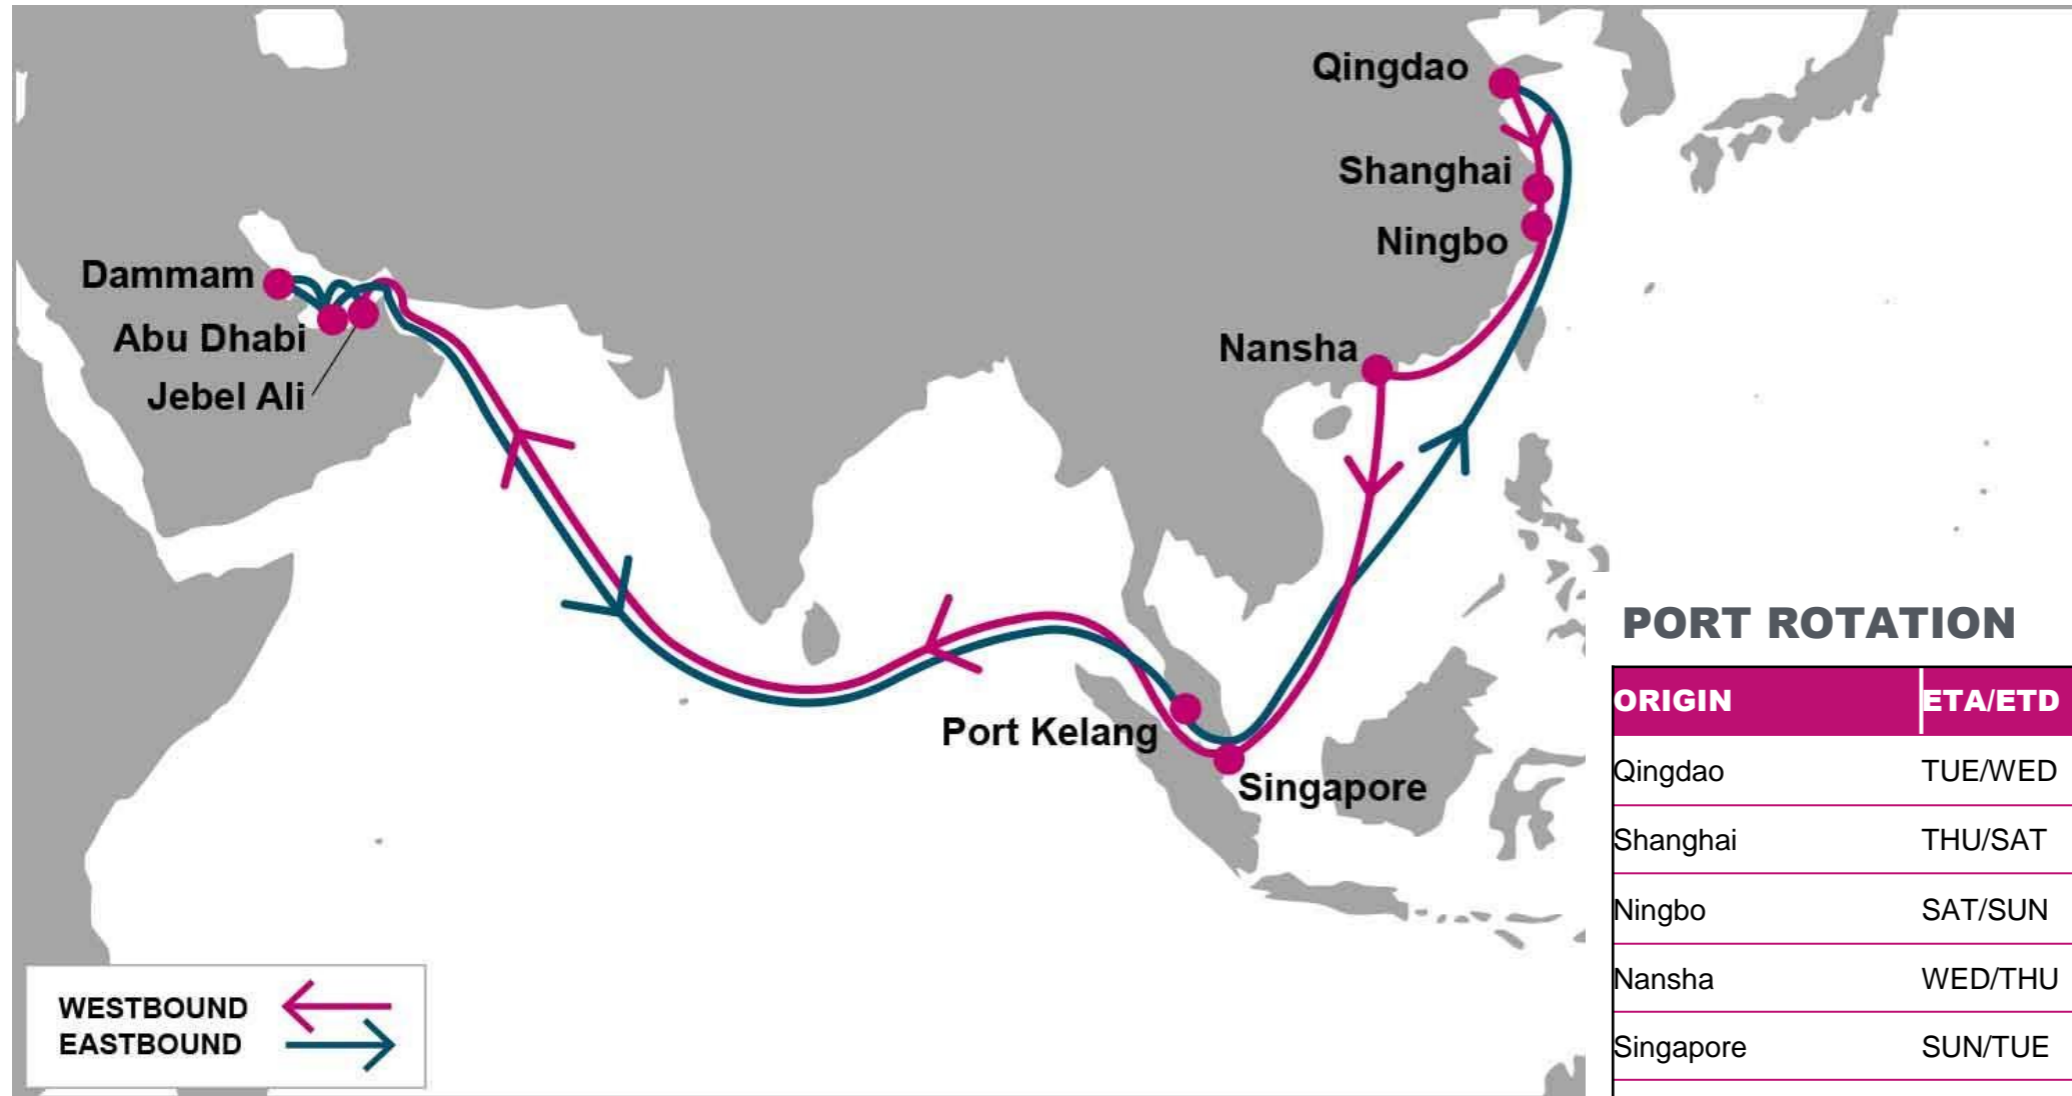 Qingdao
Shanghai
Ningbo
Dammam
Abu Dhabi
Jebel Ali
Nansha
Port Kelang
Singapore
WESTBOUND
EASTBOUND
PORT ROTATION
ORIGIN ETA/ETD
Qingdao TUE/WED
Shanghai THU/SAT
Ningbo SAT/SUN
Nansha WED/THU
Singapore SUN/TUE